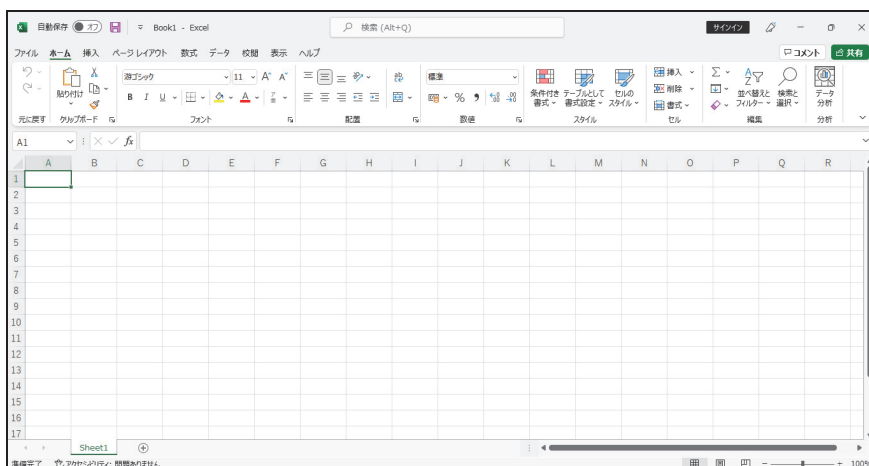 自動保存 オフ Book1 - Excel 検索 (Alt+Q) サインイン
ファイル ホーム 挿入 ページ レイアウト 数式 データ 校閲 表示 ヘルプ コメント 共有
貼り付け 游ゴシック 11 A^ A˅ 標準 条件付き 書式 テーブルとして 書式設定 セルの スタイル 挿入 削除 書式 並べ替えと フィルター 検索と 選択 データ 分析
B I U A % 9
元に戻す クリップボード フォント 配置 数値 スタイル セル 編集 分析
A1 fx
A B C D E F G H I J K L M N O P Q R
1
2
3
4
5
6
7
8
9
10
11
12
13
14
15
16
17
Sheet1
準備完了 アクセシビリティ: 問題ありません 100%